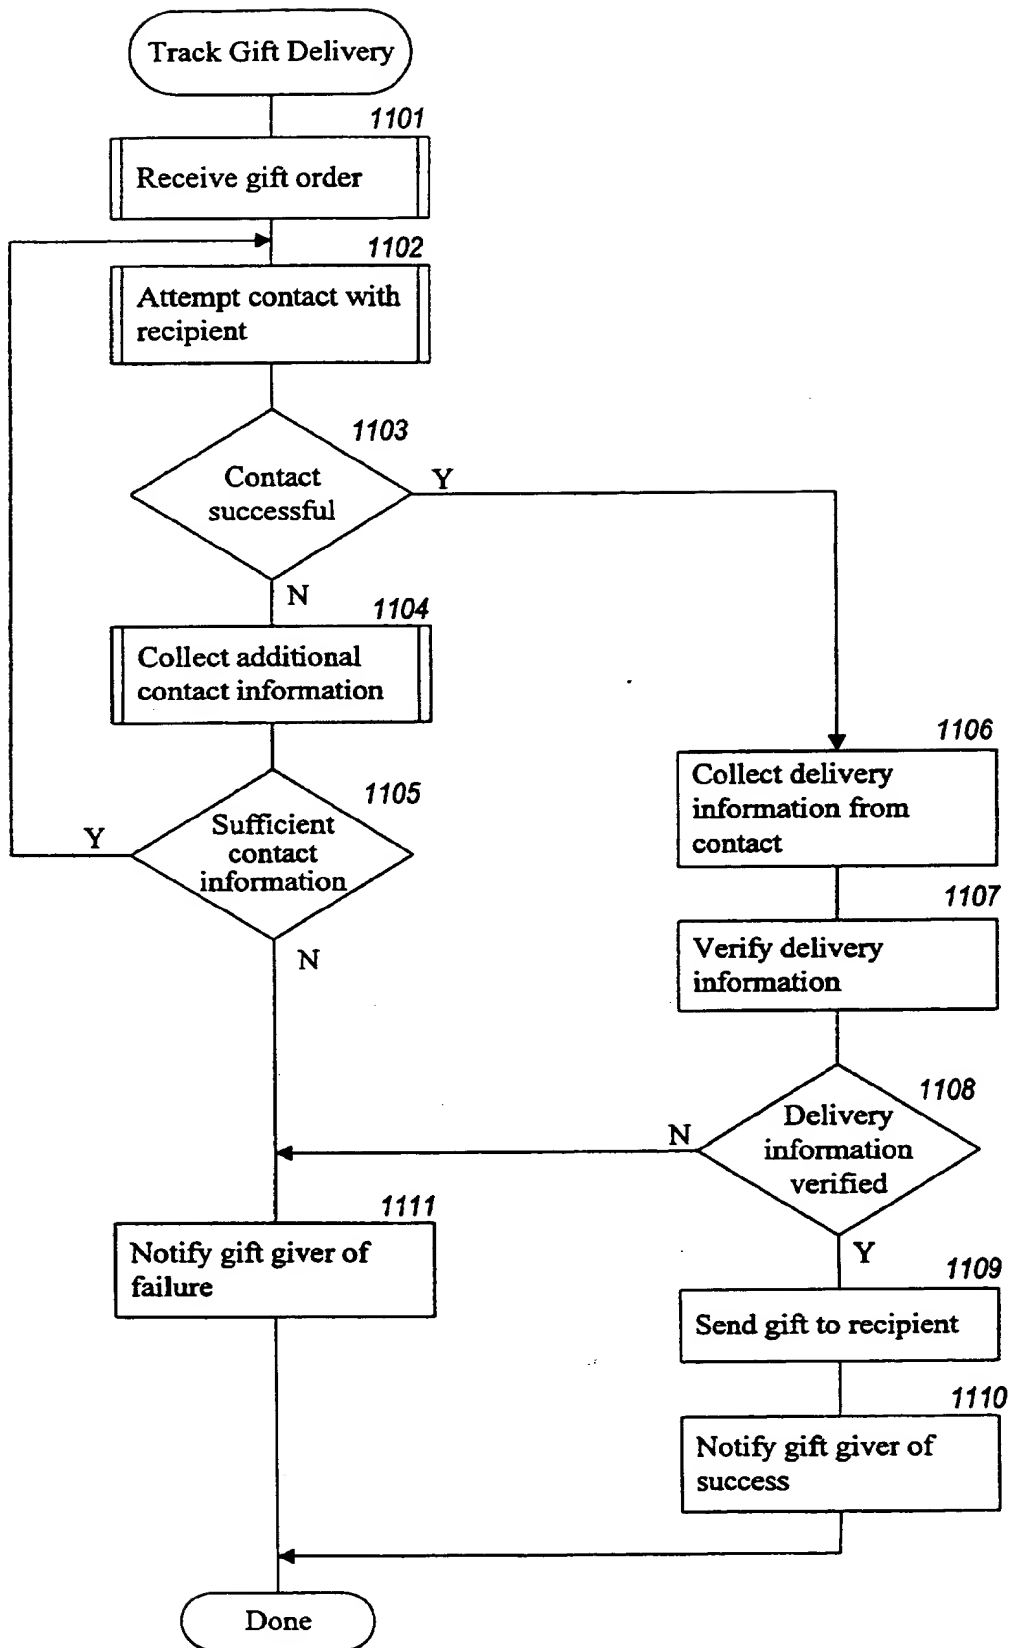 Track Gift Delivery
1101
Receive gift order
1102
Attempt contact with
recipient
1103
Contact
successful
Y
N
1104
Collect additional
contact information
1105
Sufficient
contact
information
Y
N
1106
Collect delivery
information from
contact
1107
Verify delivery
information
1108
Delivery
information
verified
N
Y
1111
Notify gift giver of
failure
1109
Send gift to recipient
1110
Notify gift giver of
success
Done